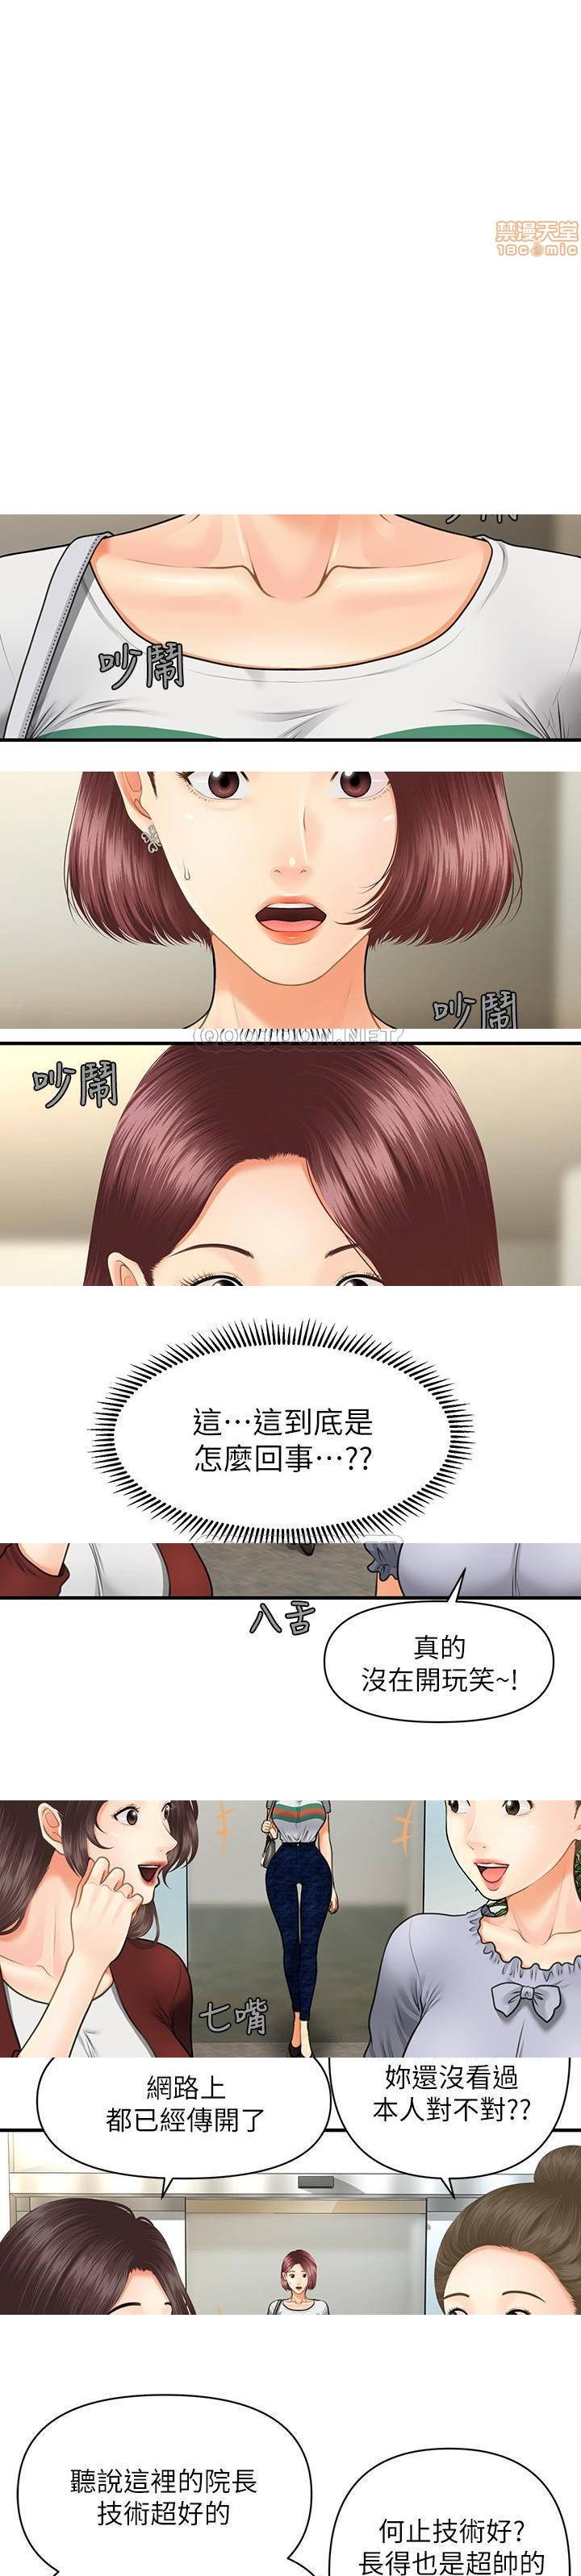 禁漫天堂
18comic
吵鬧
吵鬧
吵鬧
吵鬧
這⋯這到底是
怎麼回事⋯??
八舌
真的
沒在開玩笑~!
七嘴
網路上
都已經傳開了
妳還沒看過
本人對不對??
聽說這裡的院長
技術超好的
何止技術好?
長得也是超帥的